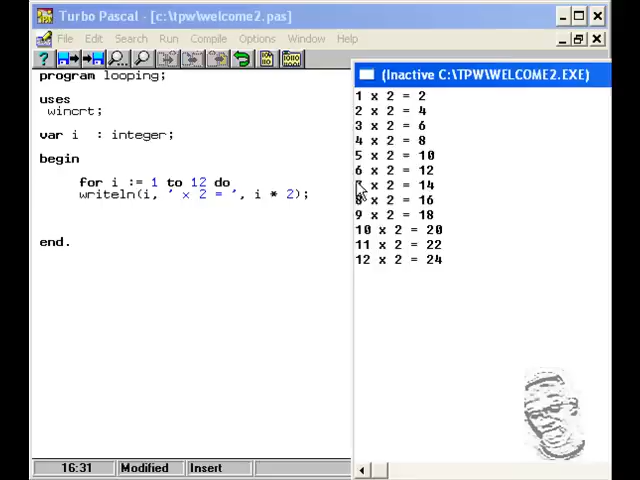 Turbo Pascal - [c:\tpw\welcome2.pas]
File Edit Search Run Compile Options Window Help
program looping;
uses
wincrt;
var i : integer;
begin
for i := 1 to 12 do
writeln(i, ' x 2 = ', i * 2);
end.
(Inactive C:\TPW\WELCOME2.EXE)
1 x 2 = 2
2 x 2 = 4
3 x 2 = 6
4 x 2 = 8
5 x 2 = 10
6 x 2 = 12
7 x 2 = 14
8 x 2 = 16
9 x 2 = 18
10 x 2 = 20
11 x 2 = 22
12 x 2 = 24
16:31 Modified Insert